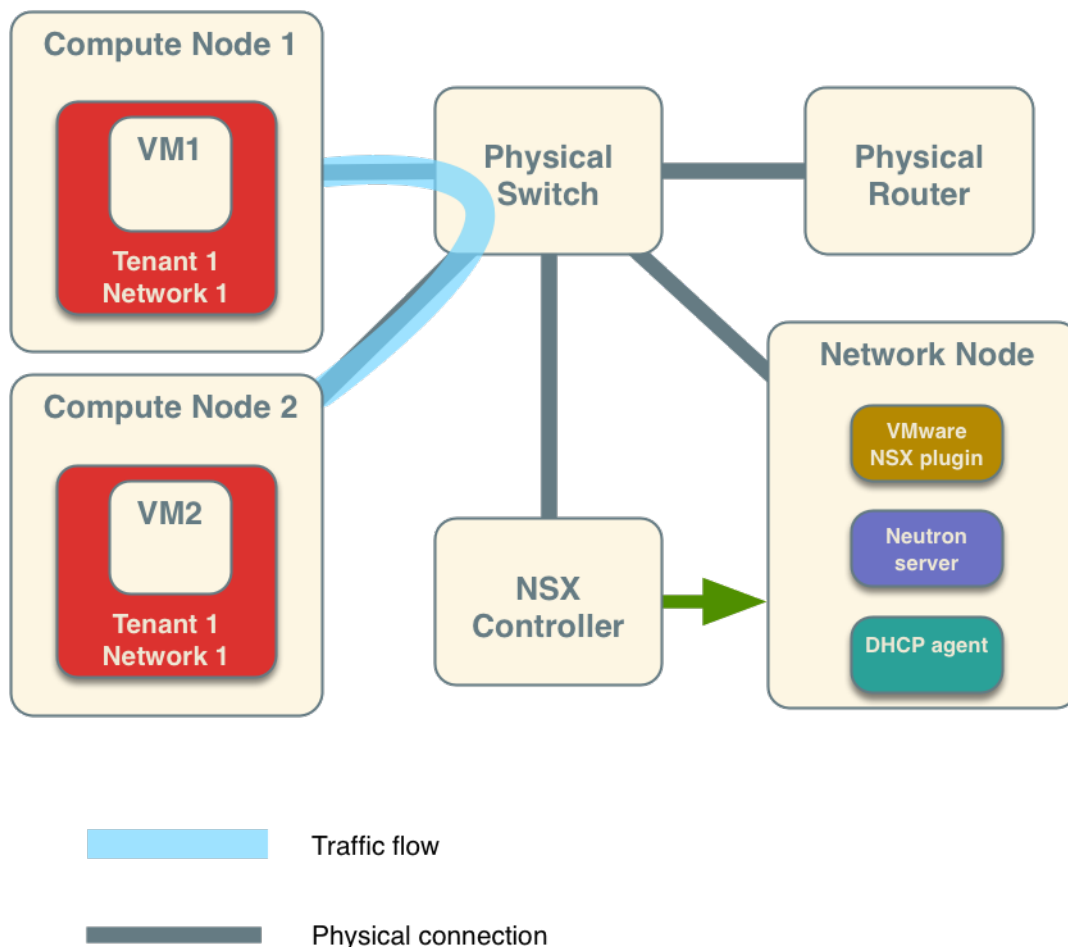 Compute Node 1
VM1
Tenant 1
Network 1
Physical
Switch
Physical
Router
Compute Node 2
VM2
Tenant 1
Network 1
NSX
Controller
Network Node
VMware
NSX plugin
Neutron
server
DHCP agent
Traffic flow
Physical connection